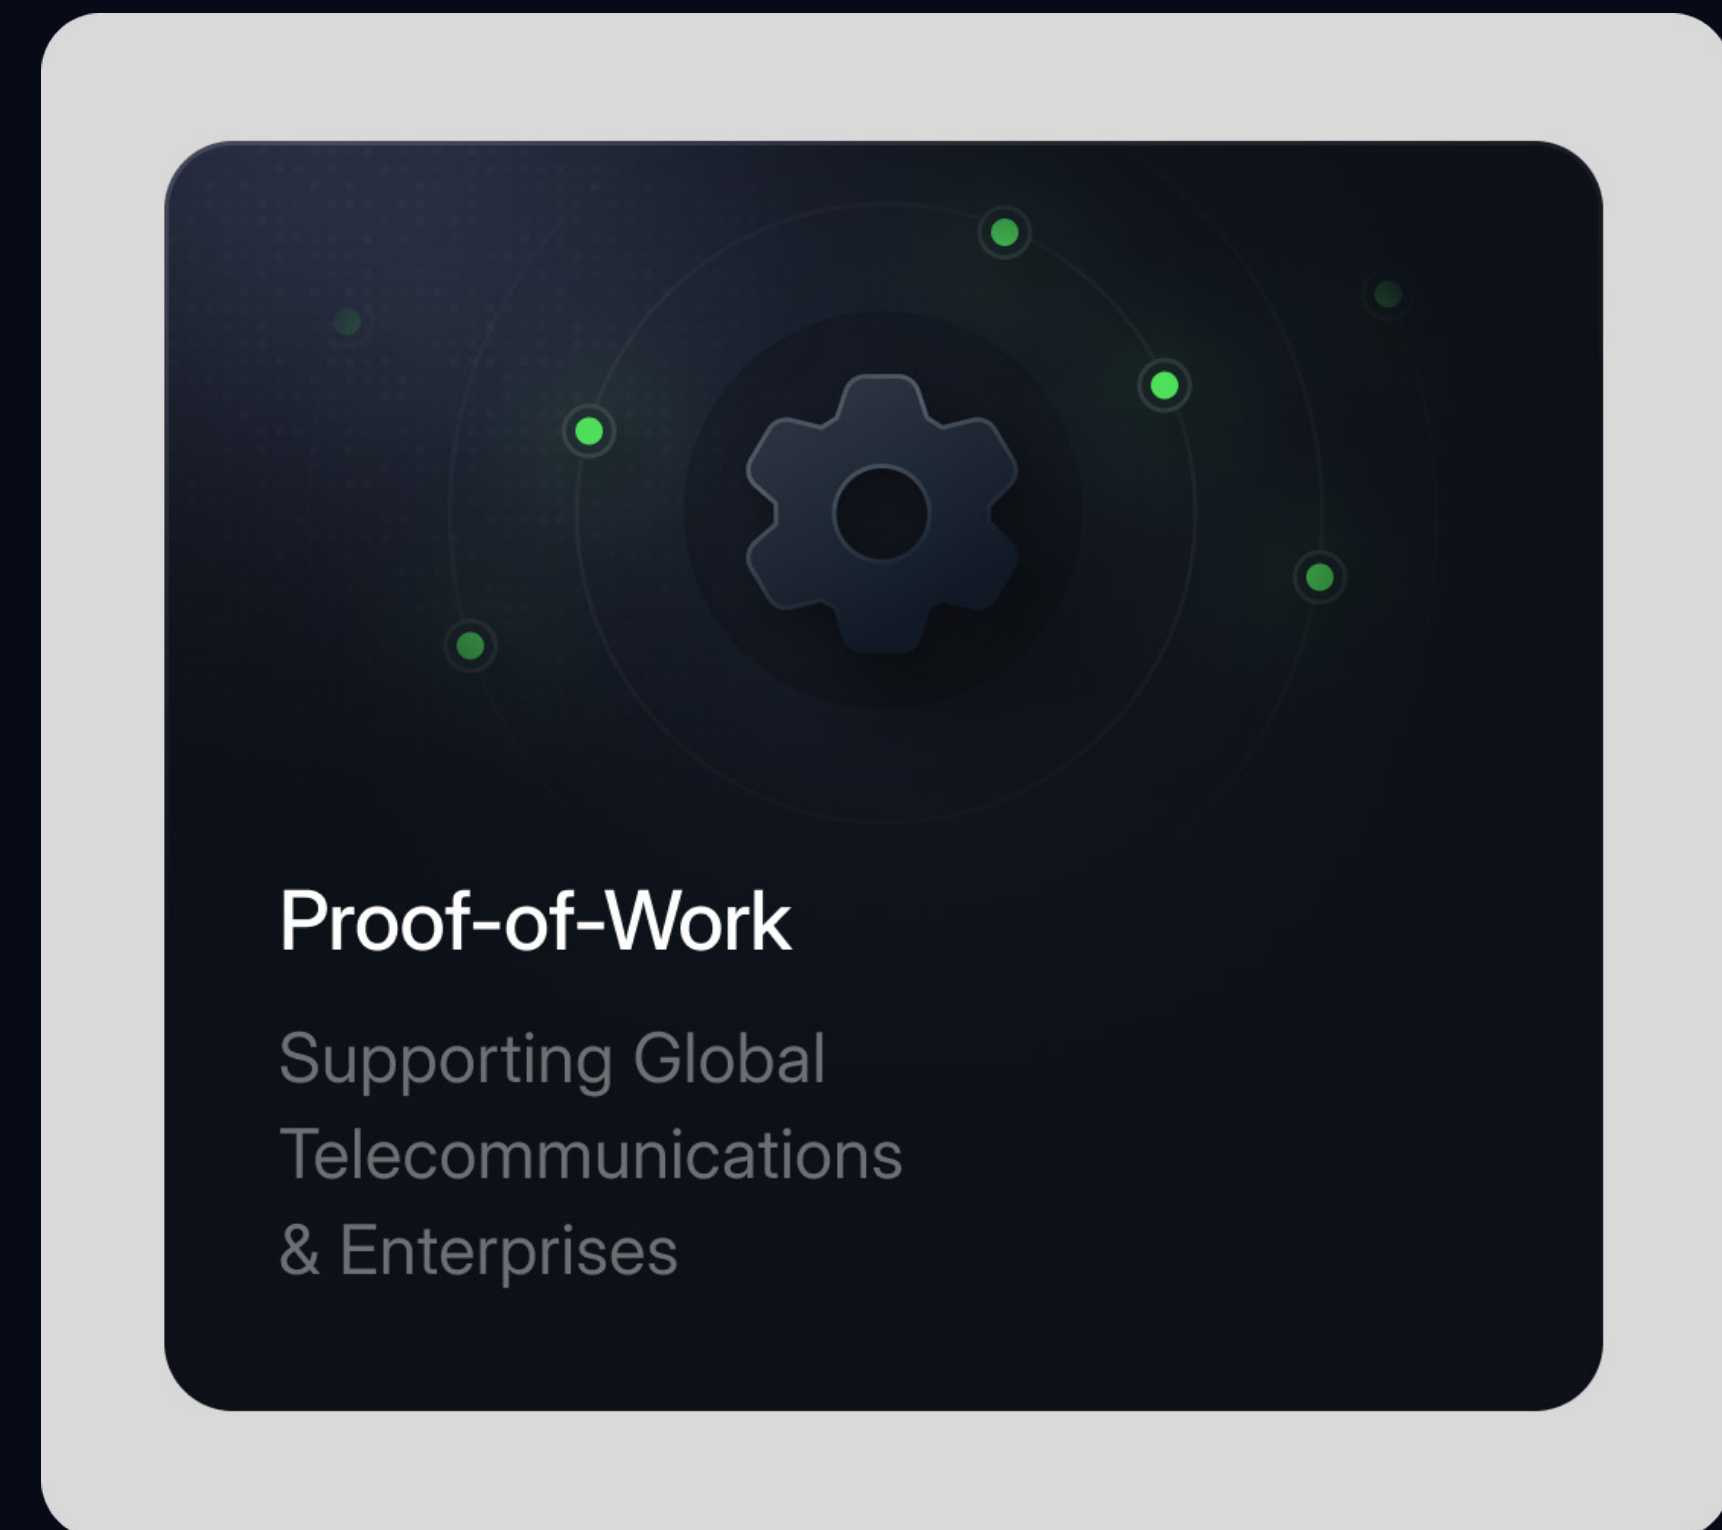 Proof-of-Work
Supporting Global
Telecommunications
& Enterprises